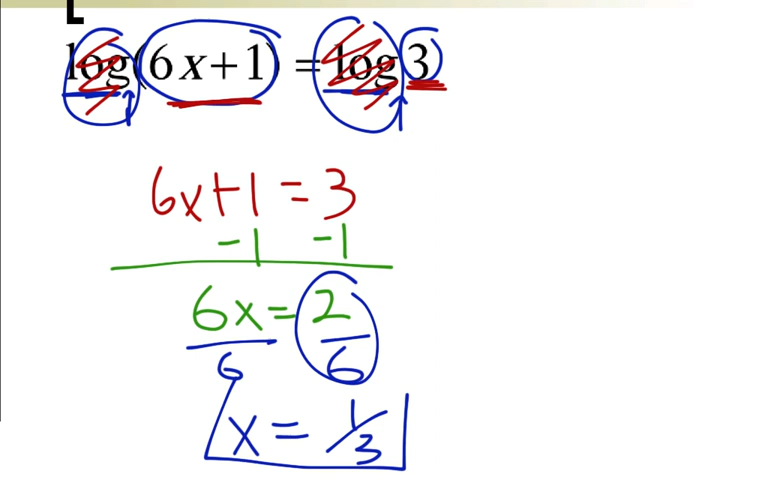 log(6x+1) = log 3
6x+1 = 3
-1 -1
6x = 2
6 6
x = 1/3